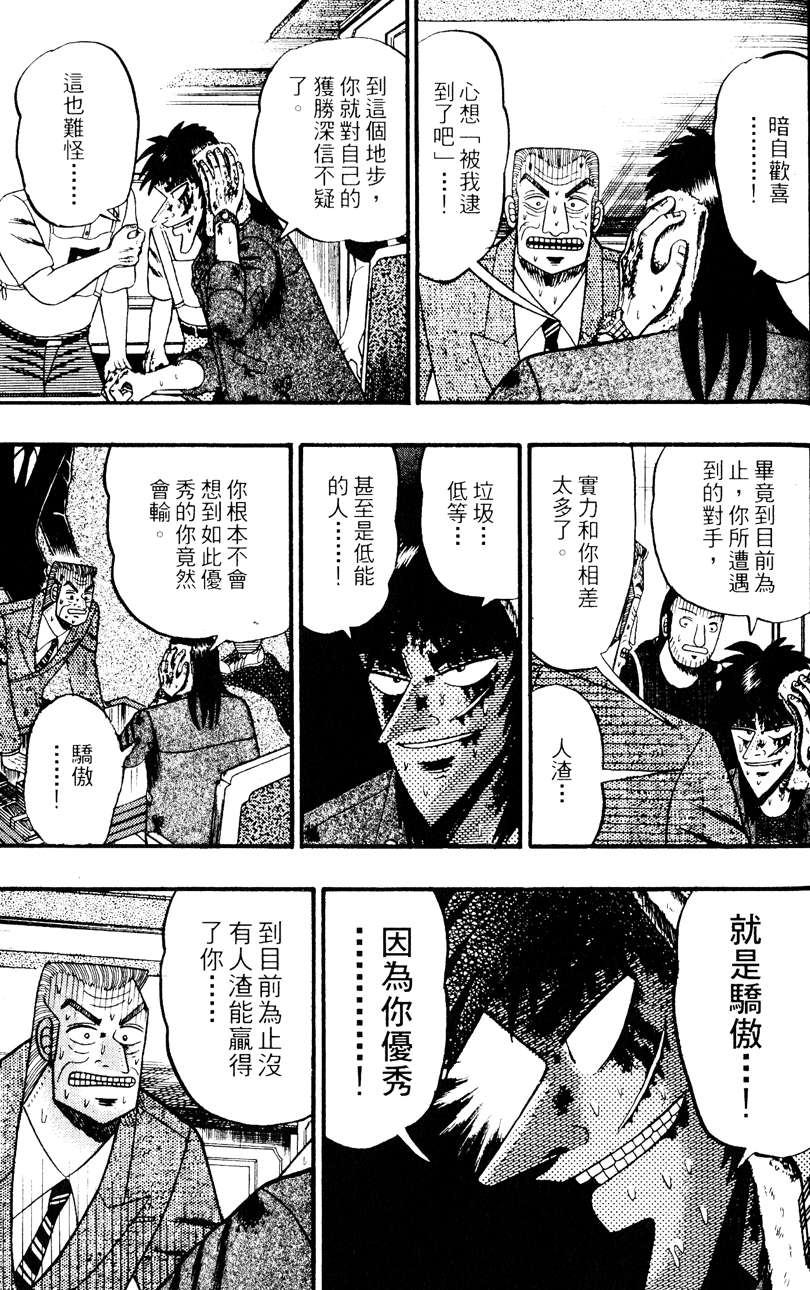 暗自歡喜
………！
心想「被我逮
到了吧」…！
到這個地步，
你就對自己的
獲勝深信不疑
了。
這也難怪……
畢竟到目前為
止，你所遭遇
到的對手，
實力和你相差
太多了。
人渣…
垃圾…
低等…
甚至是低能
的人……！
你根本不會
想到如此優
秀的你竟然
會輸。
驕傲
……！
就是驕傲…！
因為你優秀
…………！
到目前為止沒
有人渣能贏得
了你……